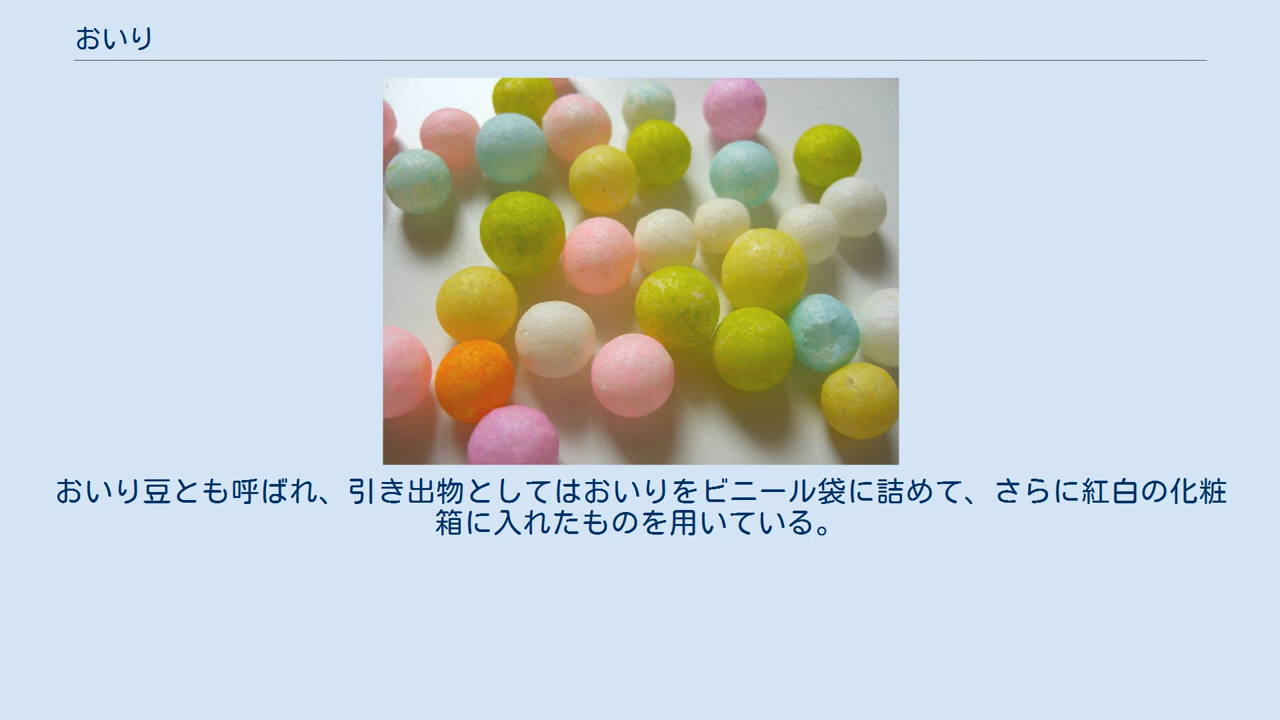 おいり
おいり豆とも呼ばれ、引き出物としてはおいりをビニール袋に詰めて、さらに紅白の化粧
箱に入れたものを用いている。